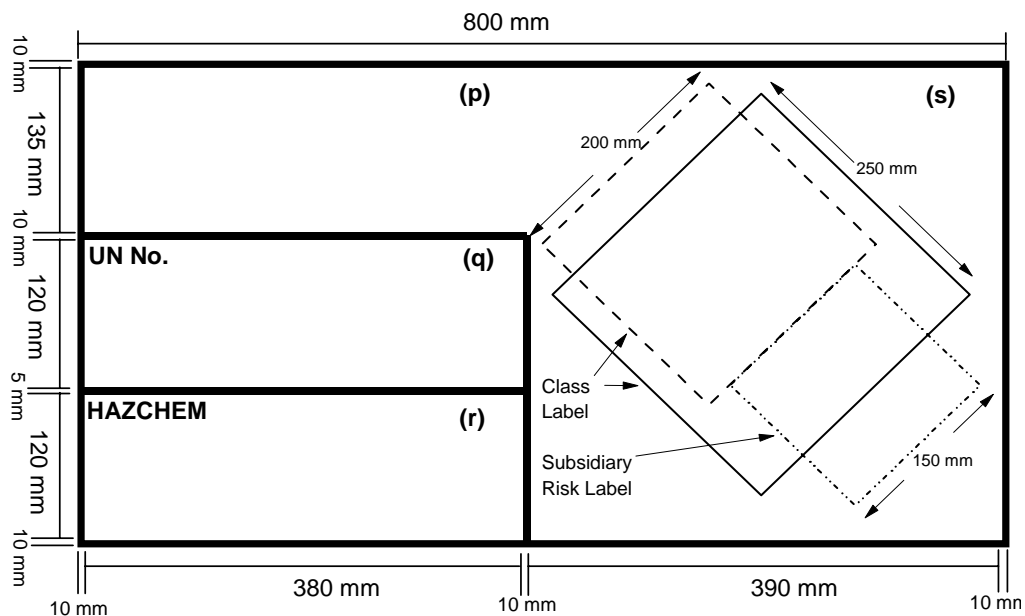 800 mm
10 mm
(p)
(s)
135 mm
200 mm
250 mm
10 mm
UN No.
(q)
120 mm
5 mm
Class
Label
HAZCHEM
(r)
120 mm
Subsidiary
Risk Label
150 mm
10 mm
380 mm
390 mm
10 mm
10 mm
10 mm